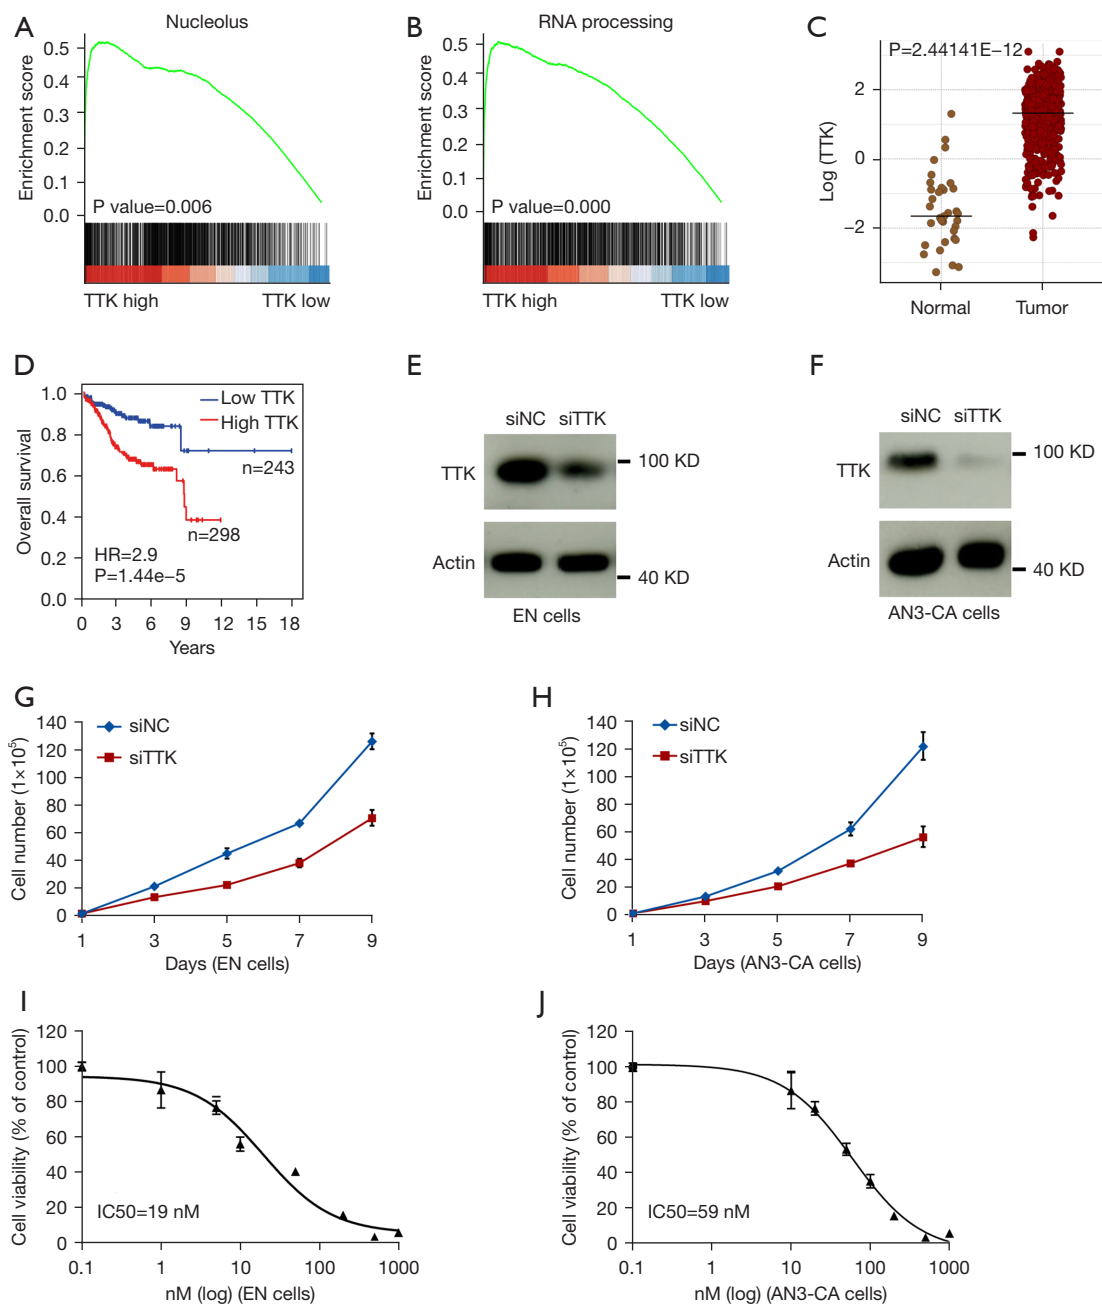 A
Nucleolus
Enrichment score
0.5
0.4
0.3
0.2
0.1
0.0
P value=0.006
TTK high
TTK low
B
RNA processing
Enrichment score
0.5
0.4
0.3
0.2
0.1
0.0
P value=0.000
TTK high
TTK low
C
P=2.44141E–12
Log (TTK)
2
0
–2
Normal
Tumor
D
Overall survival
1.0
0.8
0.6
0.4
0.2
0.0
Low TTK
High TTK
n=243
n=298
HR=2.9
P=1.44e–5
0 3 6 9 12 15 18
Years
E
siNC siTTK
TTK
100 KD
Actin
40 KD
EN cells
F
siNC siTTK
TTK
100 KD
Actin
40 KD
AN3-CA cells
G
Cell number (1×10⁵)
140
120
100
80
60
40
20
0
siNC
siTTK
1 3 5 7 9
Days (EN cells)
H
Cell number (1×10⁵)
140
120
100
80
60
40
20
0
siNC
siTTK
1 3 5 7 9
Days (AN3-CA cells)
I
Cell viability (% of control)
120
100
80
60
40
20
0
IC50=19 nM
0.1 1 10 100 1000
nM (log) (EN cells)
J
Cell viability (% of control)
120
100
80
60
40
20
0
IC50=59 nM
0.1 1 10 100 1000
nM (log) (AN3-CA cells)